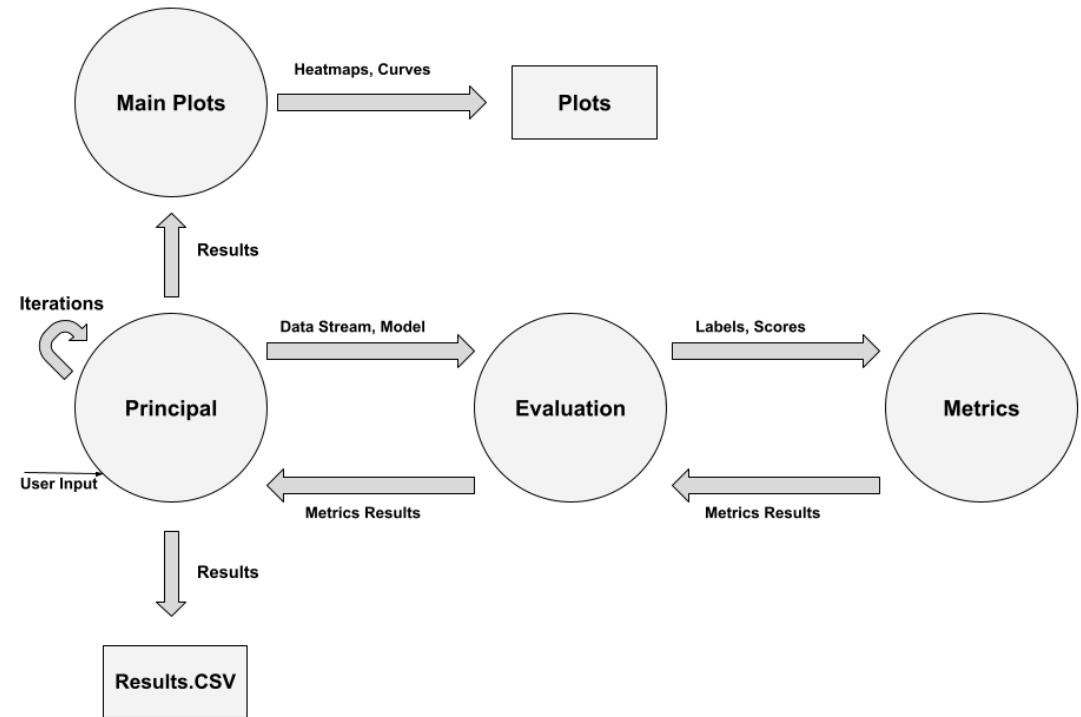 Heatmaps, Curves
Main Plots
Plots
Results
Iterations
Data Stream, Model
Labels, Scores
Principal
Evaluation
Metrics
User Input
Metrics Results
Metrics Results
Results
Results.CSV